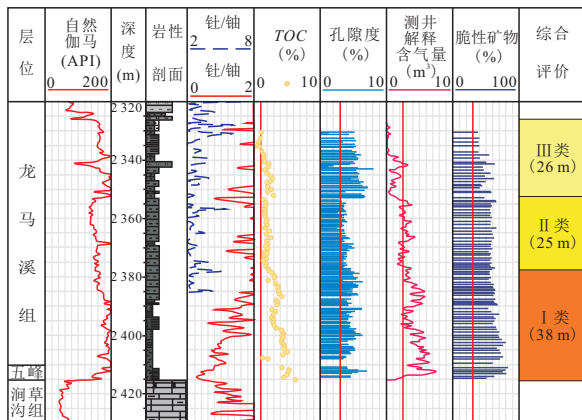 层
位
自然
伽马
(API)
0 200
深
度
(m)
岩性
剖面
钍/铀
2 8
钍/铀
0 2
TOC
(%)
0 10
孔隙度
(%)
0 10
测井
解释
含气量
(m³)
0 10
脆性矿物
(%)
0 100
综合
评价
2 320
2 340
2 360
2 380
2 400
2 420
龙
马
溪
组
五峰
涧草
沟组
III类
(26 m)
II 类
(25 m)
I 类
(38 m)